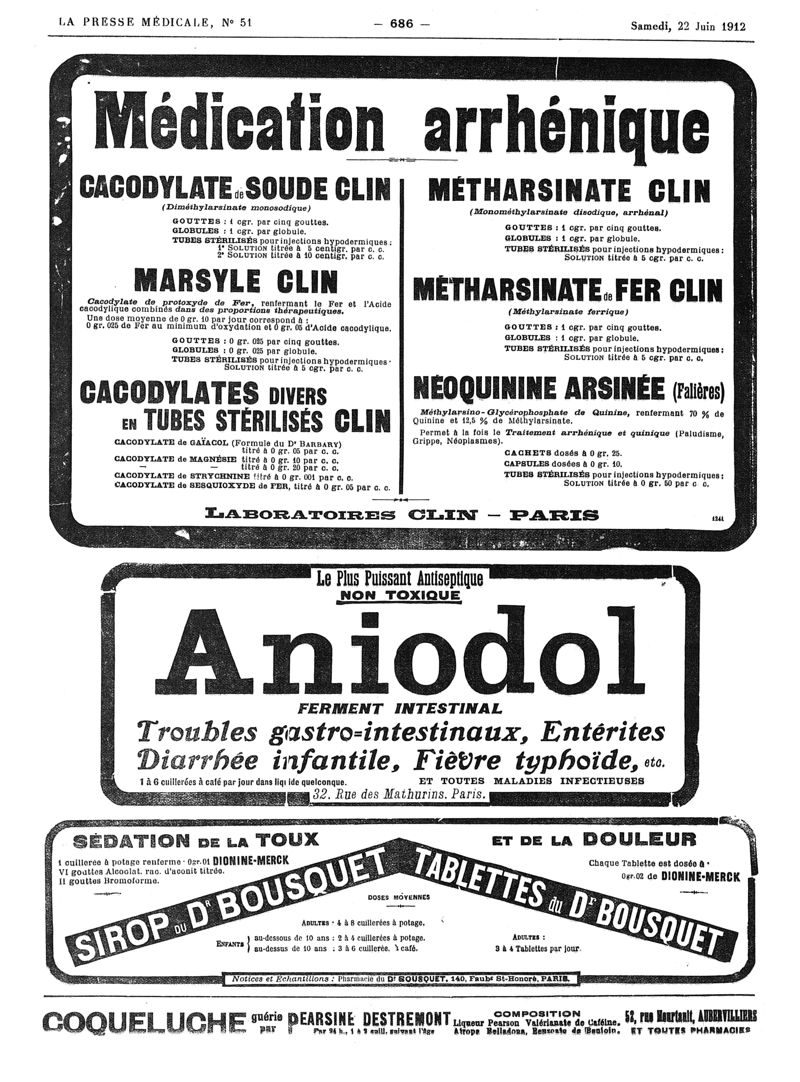 LA PRESSE MÉDICALE, N° 51
— 686 —
Samedi, 22 Juin 1912
Médication arrhénique
CACODYLATE de SOUDE CLIN
(Diméthylarsinate monosodique)
GOUTTES : 1 cgr. par cinq gouttes.
GLOBULES : 1 cgr. par globule.
TUBES STÉRILISÉS pour injections hypodermiques :
1° SOLUTION titrée à 5 centigr. par c. c.
2° SOLUTION titrée à 10 centigr. par c. c.
MARSYLE CLIN
Cacodylate de protoxyde de Fer, renfermant le Fer et l'Acide
cacodylique combinés dans des proportions thérapeutiques.
Une dose moyenne de 0 gr. 10 par jour correspond à :
0 gr. 025 de Fer au minimum d'oxydation et 0 gr. 05 d'Acide cacodylique.
GOUTTES : 0 gr. 025 par cinq gouttes.
GLOBULES : 0 gr. 025 par globule.
TUBES STÉRILISÉS pour injections hypodermiques·
SOLUTION titrée à 5 cgr. par c. c.
CACODYLATES DIVERS
EN TUBES STÉRILISÉS CLIN
CACODYLATE de GAÏACOL (Formule du Dr BARBARY)
titré à 0 gr. 05 par c. c.
CACODYLATE de MAGNÉSIE titré à 0 gr. 10 par c. c.
— — titré à 0 gr. 20 par c. c.
CACODYLATE de STRYCHNINE titré à 0 gr. 001 par c. c.
CACODYLATE de SESQUIOXYDE de FER, titré à 0 gr. 05 par c. c.
MÉTHARSINATE CLIN
(Monométhylarsinate disodique, arrhénal)
GOUTTES : 1 cgr. par cinq gouttes.
GLOBULES : 1 cgr. par globule.
TUBES STÉRILISÉS pour injections hypodermiques :
SOLUTION titrée à 5 cgr. par c. c.
MÉTHARSINATE de FER CLIN
(Méthylarsinate ferrique)
GOUTTES : 1 cgr. par cinq gouttes.
GLOBULES : 1 cgr. par globule.
TUBES STÉRILISÉS pour injections hypodermiques :
SOLUTION titrée à 5 cgr. par c. c.
NÉOQUININE ARSINÉE (Falières)
Méthylarsino-Glycérophosphate de Quinine, renfermant 70 % de
Quinine et 12,5 % de Méthylarsinate.
Permet à la fois le Traitement arrhénique et quinique (Paludisme,
Grippe, Néoplasmes).
CACHETS dosés à 0 gr. 25.
CAPSULES dosées à 0 gr. 10.
TUBES STÉRILISÉS pour injections hypodermiques :
SOLUTION titrée à 0 gr. 50 par c. c.
LABORATOIRES CLIN — PARIS
1241
Le Plus Puissant Antiseptique
NON TOXIQUE
Aniodol
FERMENT INTESTINAL
Troubles gastro-intestinaux, Entérites
Diarrhée infantile, Fièvre typhoïde, etc.
1 à 6 cuillerées à café par jour dans liquide quelconque.
ET TOUTES MALADIES INFECTIEUSES
32, Rue des Mathurins. Paris.
SÉDATION DE LA TOUX
ET DE LA DOULEUR
1 cuillerée à potage renferme · 0gr.01 DIONINE-MERCK
VI gouttes Alcoolat. rac. d'aconit titrée.
II gouttes Bromoforme.
Chaque Tablette est dosée à ·
0gr.02 de DIONINE-MERCK
SIROP DU Dr BOUSQUET
TABLETTES du Dr BOUSQUET
DOSES MOYENNES
ADULTES · 4 à 8 cuillerées à potage.
ENFANTS
au-dessous de 10 ans : 2 à 4 cuillerées à potage.
au-dessus de 10 ans : 3 à 6 cuillerée. à café.
ADULTES :
3 à 4 Tablettes par jour.
Notices et Echantillons : Pharmacie du Dr BOUSQUET, 140, Faubg St-Honoré, PARIS.
COQUELUCHE guérie par PEARSINE DESTREMONT
Par 24 h., 1 à 3 cuill. suivant l'âge
COMPOSITION
Liqueur Pearson Valérianate de Caféine.
Atropa Belladona, Benzoate de Benjoin.
52, rue Heurtault, AUBERVILLIERS
ET TOUTES PHARMACIES